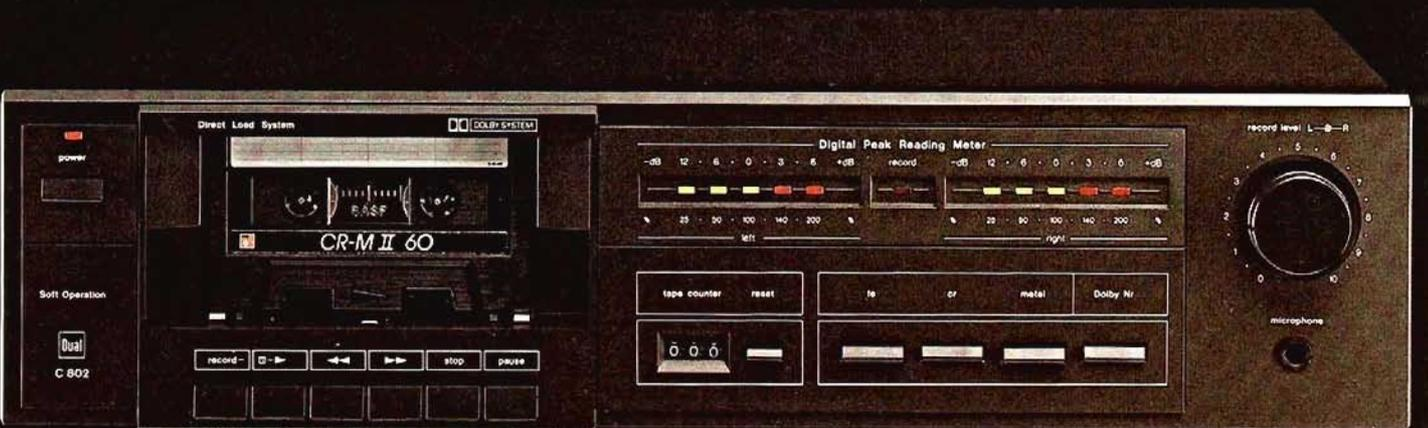 power
Soft Operation
Dual
C 802
Direct Load System
DOLBY SYSTEM
BASF
CR-M II 60
record
stop
pause
Digital Peak Reading Meter
-dB 12 · 6 · 0 · 3 · 6 +dB
record
-dB 12 · 6 · 0 · 3 · 6 +dB
% 25 · 50 · 100 · 140 · 200 %
% 25 · 50 · 100 · 140 · 200 %
left
right
tape counter
reset
0 0 0
fe
cr
metal
Dolby Nr
record level L R
0 1 2 3 4 5 6 7 8 9 10
microphone